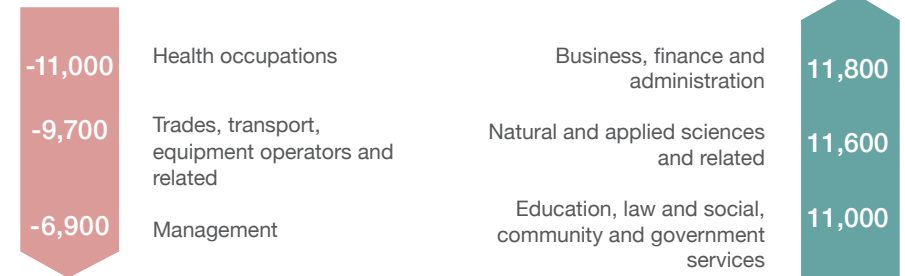 -11,000
Health occupations
-9,700
Trades, transport,
equipment operators and
related
-6,900
Management
Business, finance and
administration
11,800
Natural and applied sciences
and related
11,600
Education, law and social,
community and government
services
11,000